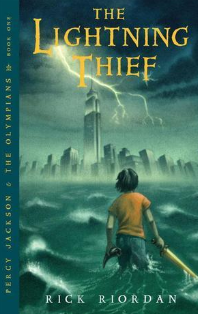 THE
LIGHTNING
THIEF
PERCY JACKSON & THE OLYMPIANS BOOK ONE
RICK RIORDAN